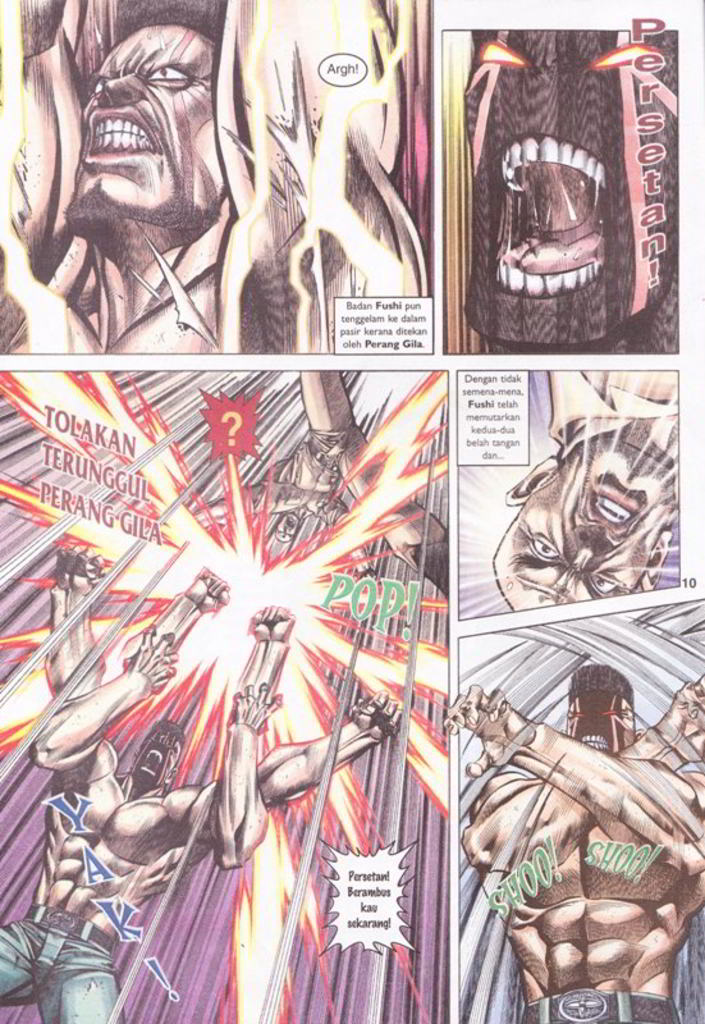 Argh!
Badan Fushi pun
tenggelam ke dalam
pasir kerana ditekan
oleh Perang Gila.
Persetan!
TOLAKAN
TERUNGGUL
PERANG GILA
?
POP!
YAK!
Persetan!
Berambus
kau
sekarang!
Dengan tidak
semena-mena,
Fushi telah
memutarkan
kedua-dua
belah tangan
dan...
10
SHOO!
SHOO!